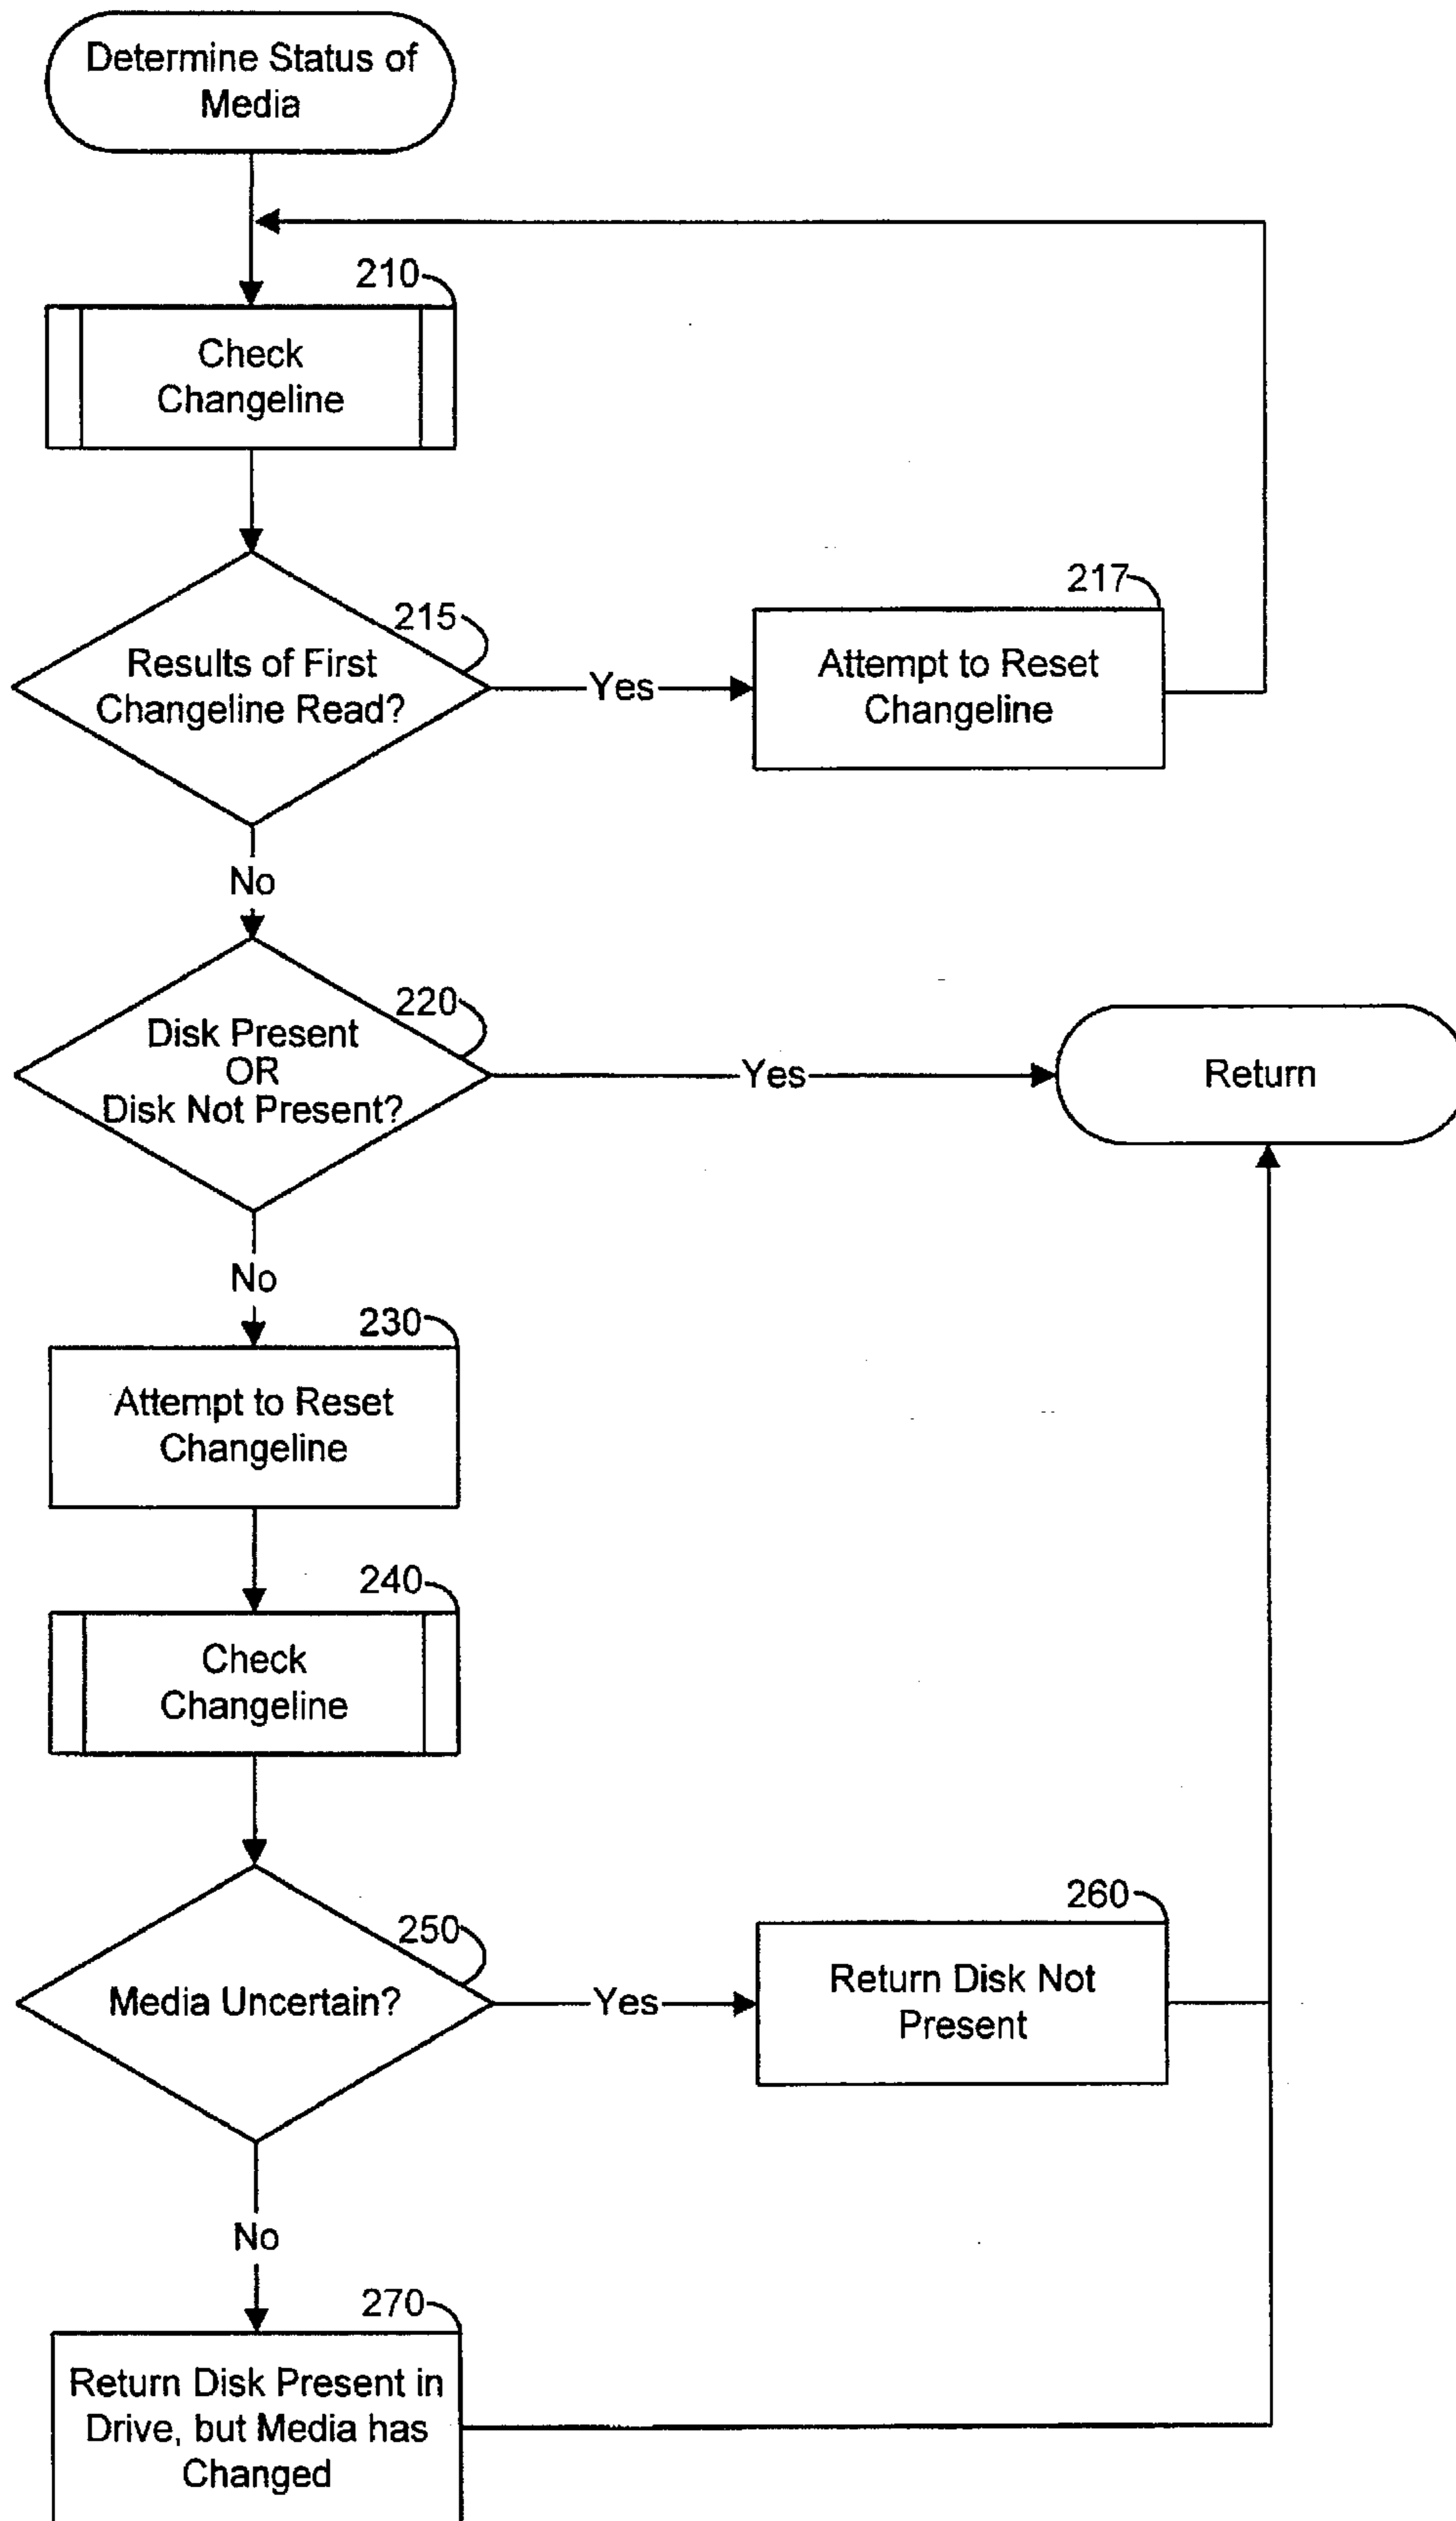 Determine Status of
Media
210
Check
Changeline
215
Results of First
Changeline Read?
Yes
217
Attempt to Reset
Changeline
No
220
Disk Present
OR
Disk Not Present?
Yes
Return
No
230
Attempt to Reset
Changeline
240
Check
Changeline
250
Media Uncertain?
Yes
260
Return Disk Not
Present
No
270
Return Disk Present in
Drive, but Media has
Changed